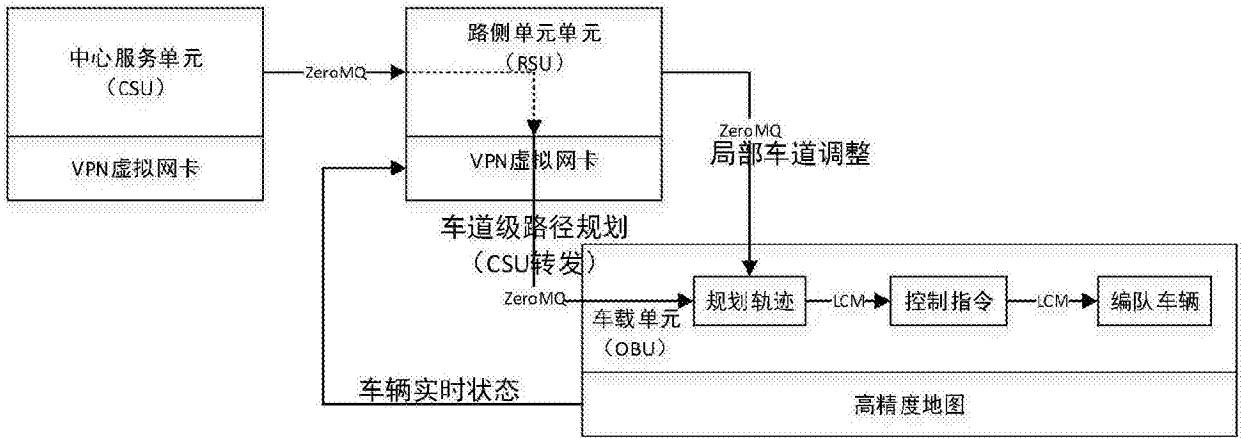 中心服务单元
（CSU）
VPN虚拟网卡
ZeroMQ
路侧单元单元
（RSU）
VPN虚拟网卡
ZeroMQ
局部车道调整
车道级路径规划
（CSU转发）
ZeroMQ
车载单元
（OBU）
规划轨迹
LCM
控制指令
LCM
编队车辆
车辆实时状态
高精度地图